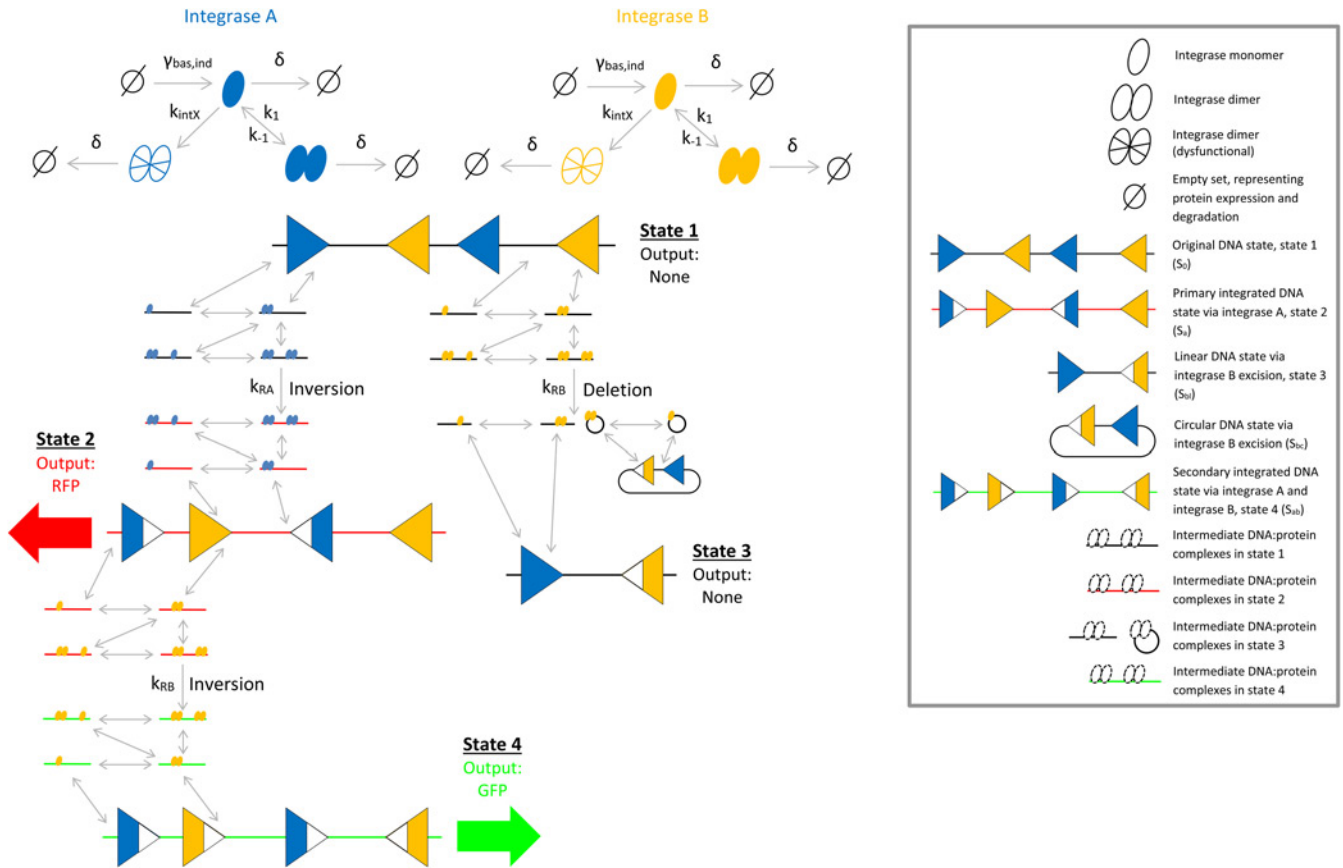 Integrase A
Integrase B
γbas,ind
δ
kintX
k1
k-1
δ
δ
γbas,ind
δ
kintX
k1
k-1
δ
δ
State 1
Output:
None
kRA Inversion
kRB Deletion
State 2
Output:
RFP
State 3
Output:
None
kRB Inversion
State 4
Output:
GFP
Integrase monomer
Integrase dimer
Integrase dimer
(dysfunctional)
Empty set, representing
protein expression and
degradation
Original DNA state, state 1
(S0)
Primary integrated DNA
state via integrase A, state 2
(Sa)
Linear DNA state via
integrase B excision, state 3
(Sbl)
Circular DNA state via
integrase B excision (Sbc)
Secondary integrated DNA
state via integrase A and
integrase B, state 4 (Sab)
Intermediate DNA:protein
complexes in state 1
Intermediate DNA:protein
complexes in state 2
Intermediate DNA:protein
complexes in state 3
Intermediate DNA:protein
complexes in state 4